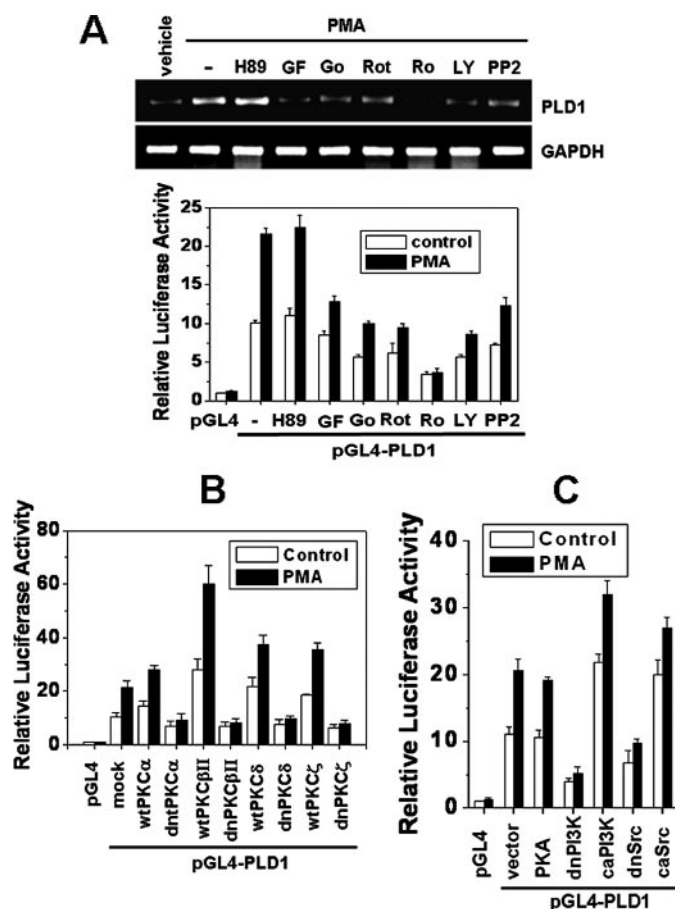 A
PMA
vehicle
- H89 GF Go Rot Ro LY PP2
PLD1
GAPDH
Relative Luciferase Activity
25
20
15
10
5
0
control
PMA
pGL4 - H89 GF Go Rot Ro LY PP2
pGL4-PLD1
B
Relative Luciferase Activity
80
60
40
20
0
Control
PMA
pGL4
mock
wtPKCα
dntPKCα
wtPKCβII
dnPKCβII
wtPKCδ
dnPKCδ
wtPKCζ
dnPKCζ
pGL4-PLD1
C
Relative Luciferase Activity
40
30
20
10
0
Control
PMA
pGL4
vector
PKA
dnPI3K
caPI3K
dnSrc
caSrc
pGL4-PLD1